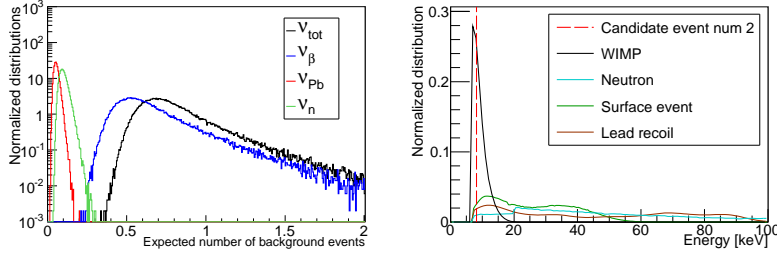 Normalized distributions
10³
10²
10
1
10⁻¹
10⁻²
10⁻³
0
0.5
1
1.5
2
Expected number of background events
ν_tot
ν_β
ν_Pb
ν_n
Normalized distribution
0.3
0.2
0.1
0
0
20
40
60
80
100
Energy [keV]
Candidate event num 2
WIMP
Neutron
Surface event
Lead recoil